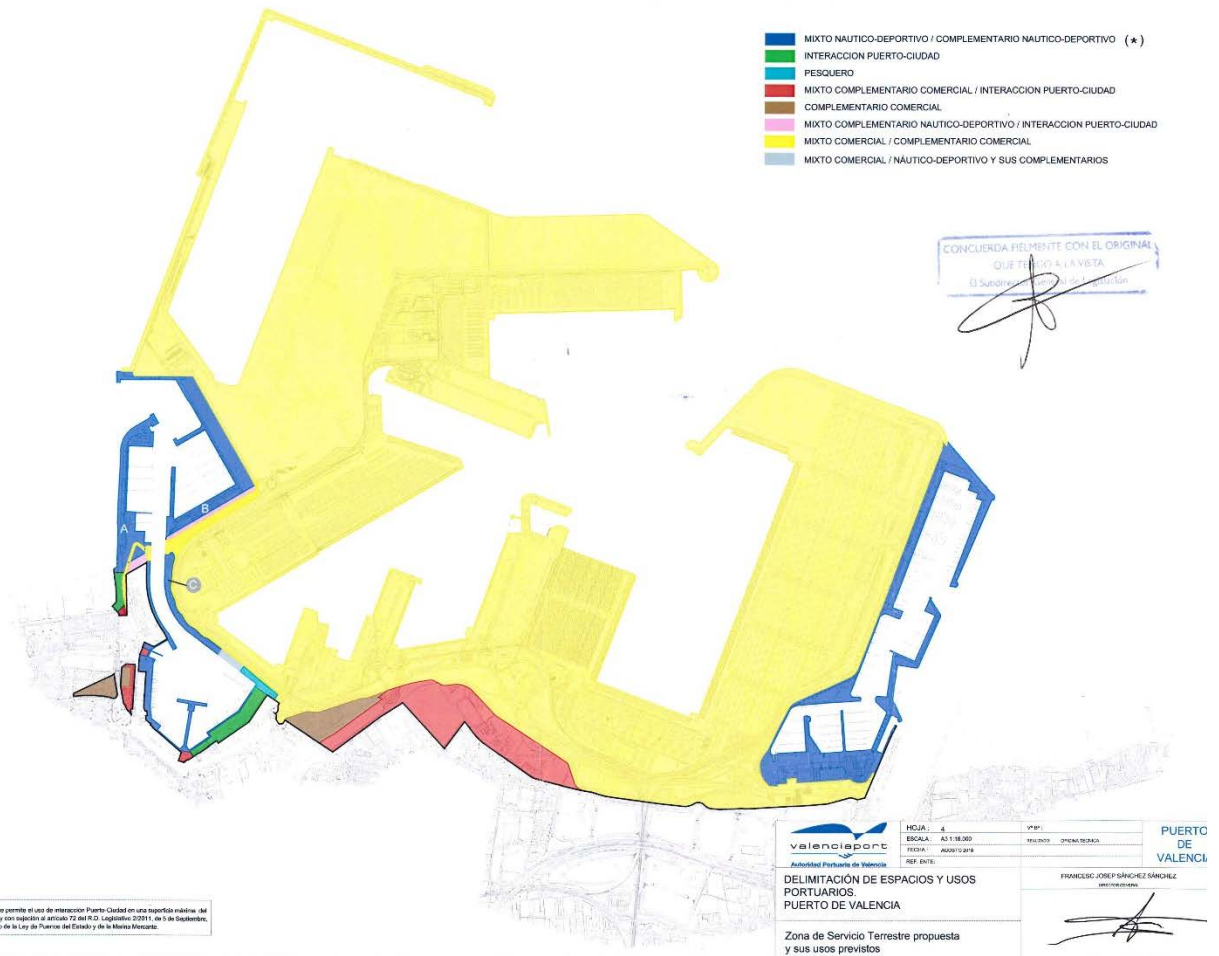 MIXTO NAUTICO-DEPORTIVO / COMPLEMENTARIO NAUTICO-DEPORTIVO (*)
INTERACCION PUERTO-CIUDAD
PESQUERO
MIXTO COMPLEMENTARIO COMERCIAL / INTERACCION PUERTO-CIUDAD
COMPLEMENTARIO COMERCIAL
MIXTO COMPLEMENTARIO NAUTICO-DEPORTIVO / INTERACCION PUERTO-CIUDAD
MIXTO COMERCIAL / COMPLEMENTARIO COMERCIAL
MIXTO COMERCIAL / NÁUTICO-DEPORTIVO Y SUS COMPLEMENTARIOS
CONCUERDA FIELMENTE CON EL ORIGINAL
QUE TENGO A LA VISTA
El Subdirector General de Legislación
B
A
C
valenciaport
Autoridad Portuaria de Valencia
HOJA : 4
ESCALA : A3 1:18.000
FECHA : AGOSTO 2018
REF. ENTE:
VºBº:
REALIZADO: OFICINA TECNICA
PUERTO
DE
VALENCIA
DELIMITACIÓN DE ESPACIOS Y USOS
PORTUARIOS.
PUERTO DE VALENCIA
FRANCESC JOSEP SÁNCHEZ SÁNCHEZ
DIRECTOR GENERAL
Zona de Servicio Terrestre propuesta
y sus usos previstos
e permite el uso de interacción Puerto-Ciudad en una superficie máxima del
y con sujeción al artículo 72 del R.D. Legislativo 2/2011, de 5 de Septiembre,
o de la Ley de Puertos del Estado y de la Marina Mercante.